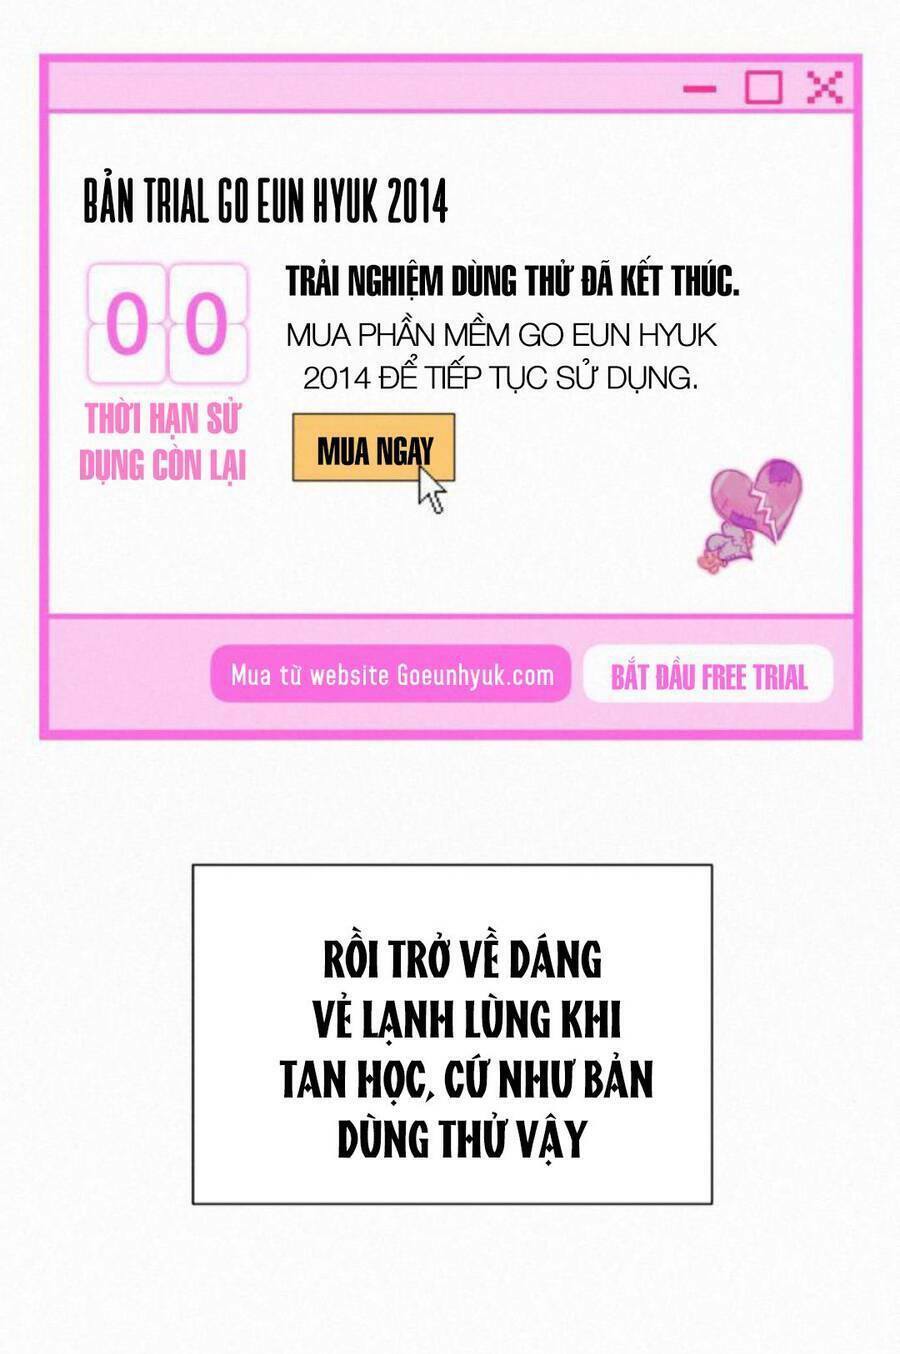 BẢN TRIAL GO EUN HYUK 2014
00
THỜI HẠN SỬ
DỤNG CÒN LẠI
TRẢI NGHIỆM DÙNG THỬ ĐÃ KẾT THÚC.
MUA PHẦN MỀM GO EUN HYUK
2014 ĐỂ TIẾP TỤC SỬ DỤNG.
MUA NGAY
Mua từ website Goeunhyuk.com
BẮT ĐẦU FREE TRIAL
RỒI TRỞ VỀ DÁNG
VẺ LẠNH LÙNG KHI
TAN HỌC, CỨ NHƯ BẢN
DÙNG THỬ VẬY